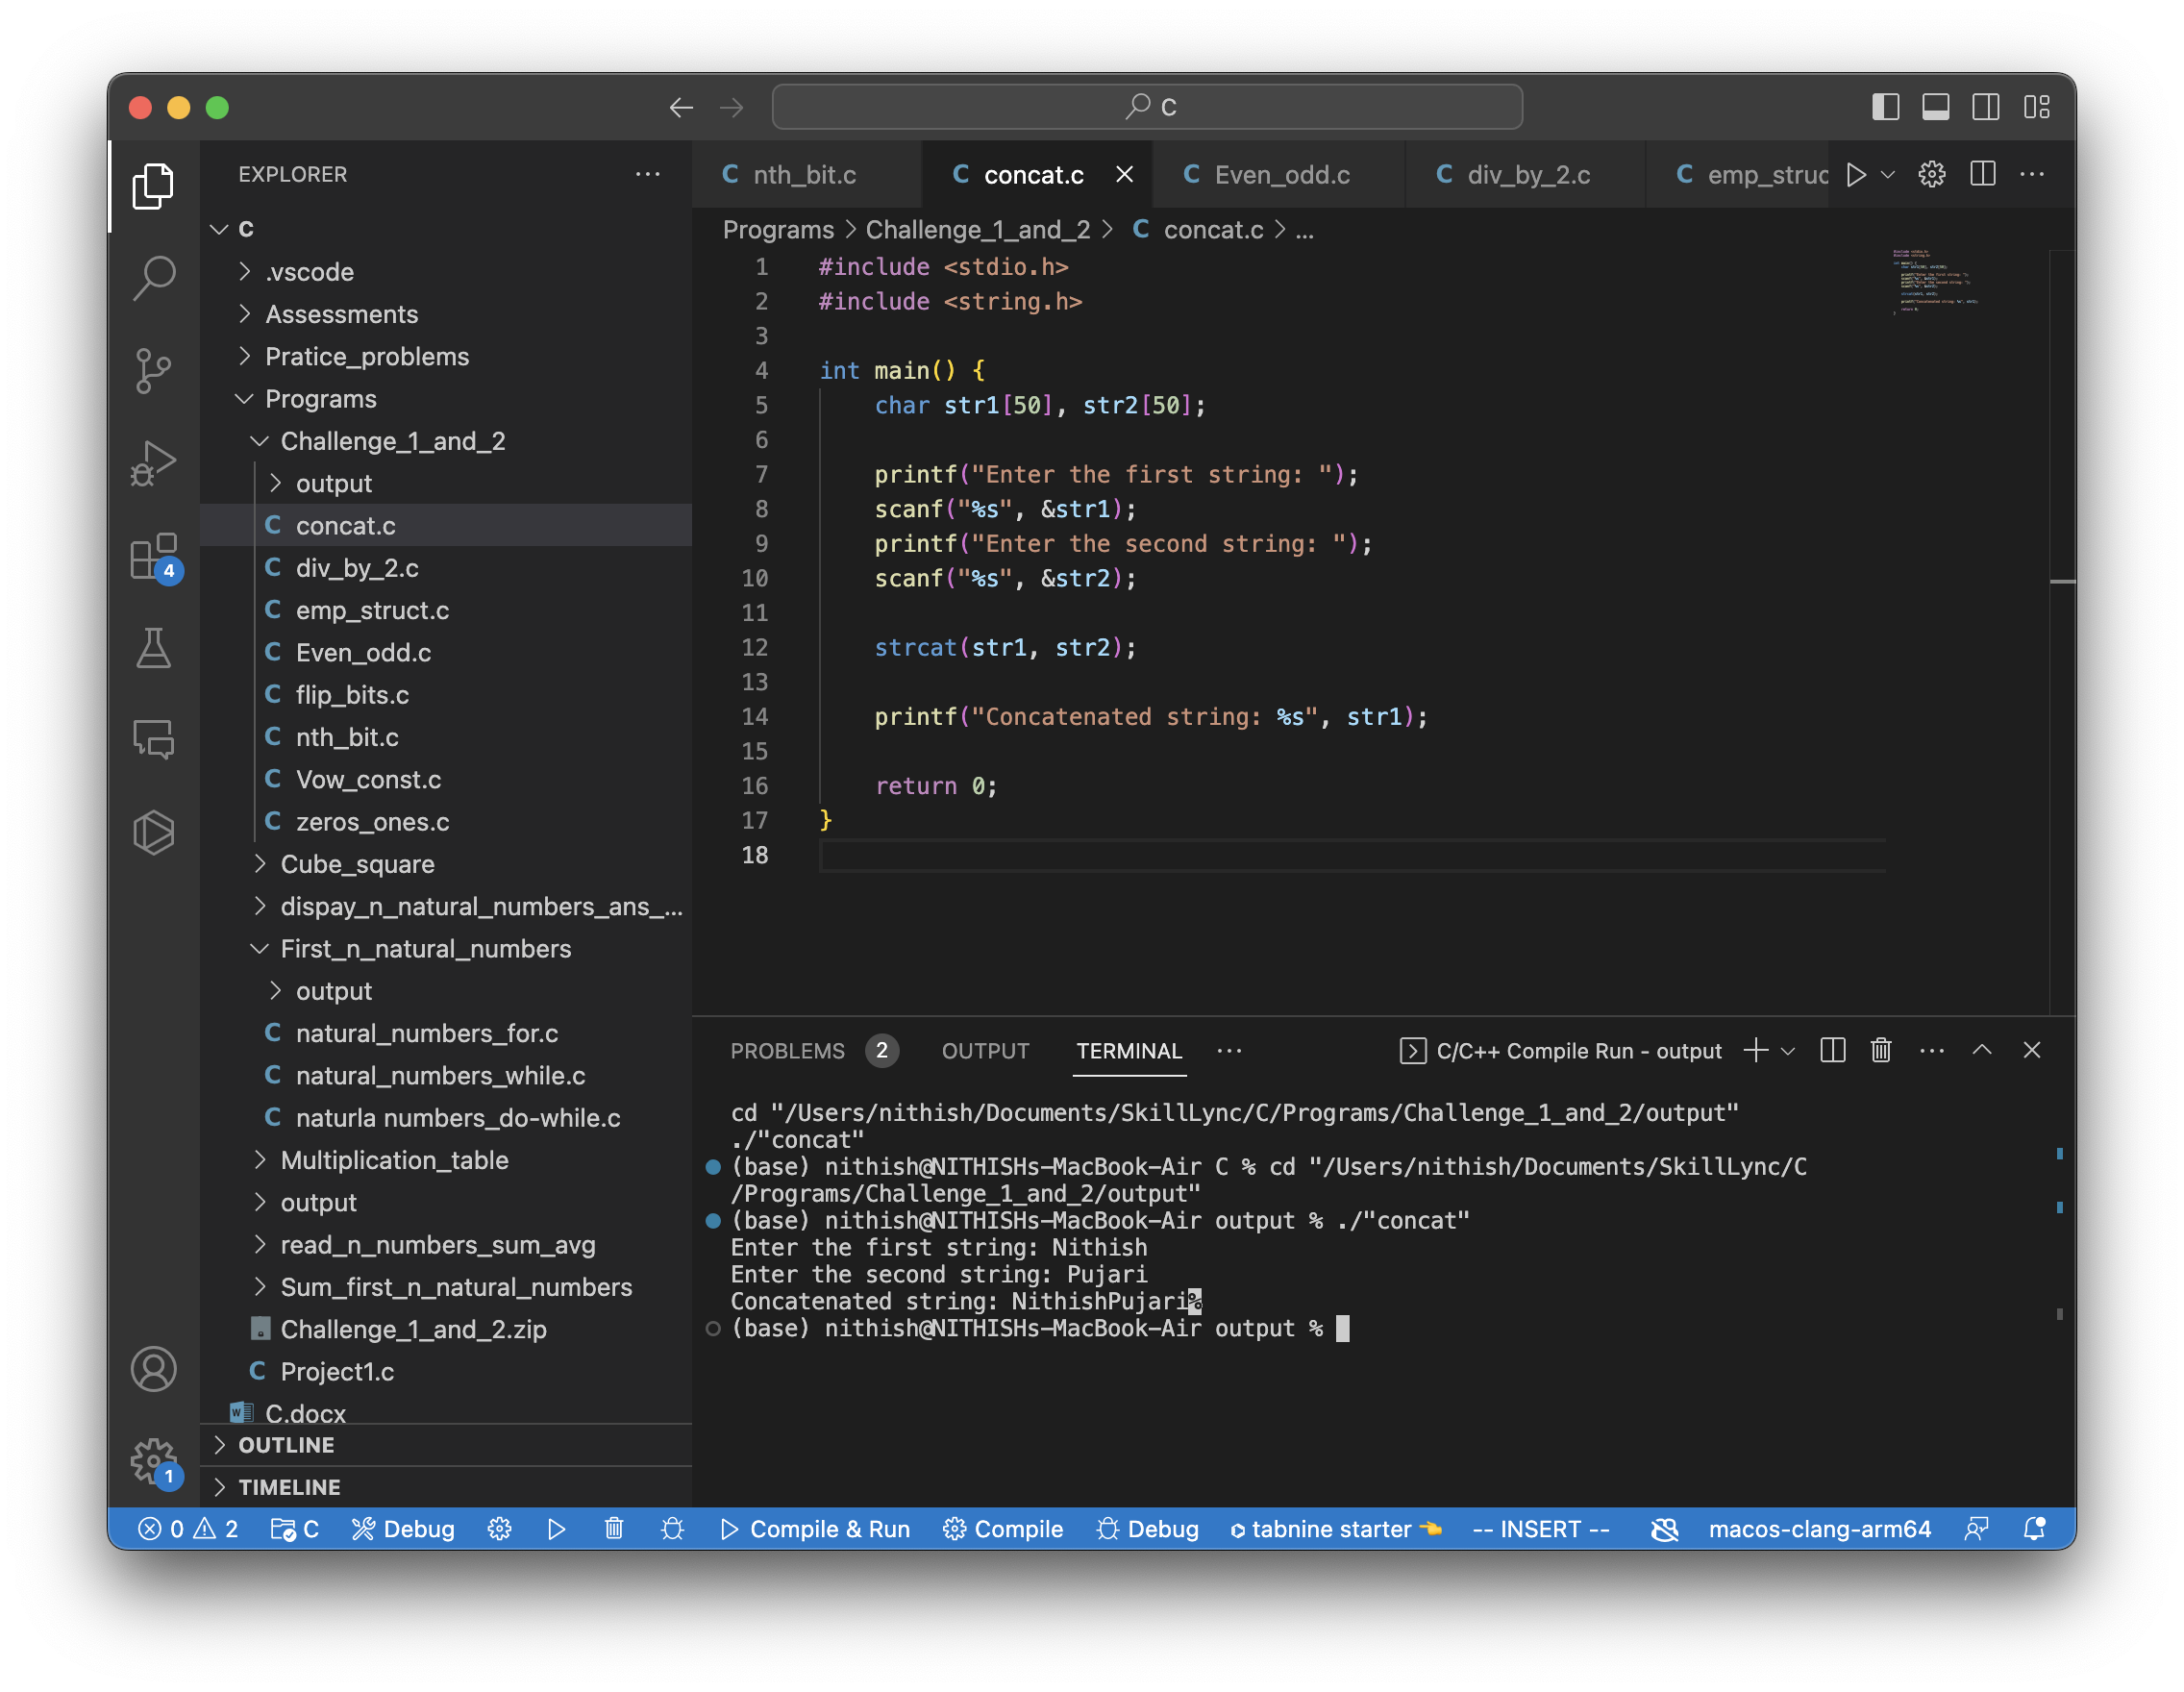 C
EXPLORER
C
.vscode
Assessments
Pratice_problems
Programs
Challenge_1_and_2
output
concat.c
div_by_2.c
emp_struct.c
Even_odd.c
flip_bits.c
nth_bit.c
Vow_const.c
zeros_ones.c
Cube_square
dispay_n_natural_numbers_ans_...
First_n_natural_numbers
output
natural_numbers_for.c
natural_numbers_while.c
naturla numbers_do-while.c
Multiplication_table
output
read_n_numbers_sum_avg
Sum_first_n_natural_numbers
Challenge_1_and_2.zip
Project1.c
C.docx
OUTLINE
TIMELINE
4
1
C nth_bit.c C concat.c C Even_odd.c C div_by_2.c C emp_struc
Programs > Challenge_1_and_2 > C concat.c > ...
1 #include <stdio.h>
2 #include <string.h>
3
4 int main() {
5 char str1[50], str2[50];
6
7 printf("Enter the first string: ");
8 scanf("%s", &str1);
9 printf("Enter the second string: ");
10 scanf("%s", &str2);
11
12 strcat(str1, str2);
13
14 printf("Concatenated string: %s", str1);
15
16 return 0;
17 }
18
PROBLEMS 2 OUTPUT TERMINAL ... C/C++ Compile Run - output
cd "/Users/nithish/Documents/SkillLync/C/Programs/Challenge_1_and_2/output"
./"concat"
(base) nithish@NITHISHs-MacBook-Air C % cd "/Users/nithish/Documents/SkillLync/C
/Programs/Challenge_1_and_2/output"
(base) nithish@NITHISHs-MacBook-Air output % ./"concat"
Enter the first string: Nithish
Enter the second string: Pujari
Concatenated string: NithishPujari%
(base) nithish@NITHISHs-MacBook-Air output %
0 2 C Debug Compile & Run Compile Debug tabnine starter -- INSERT -- macos-clang-arm64